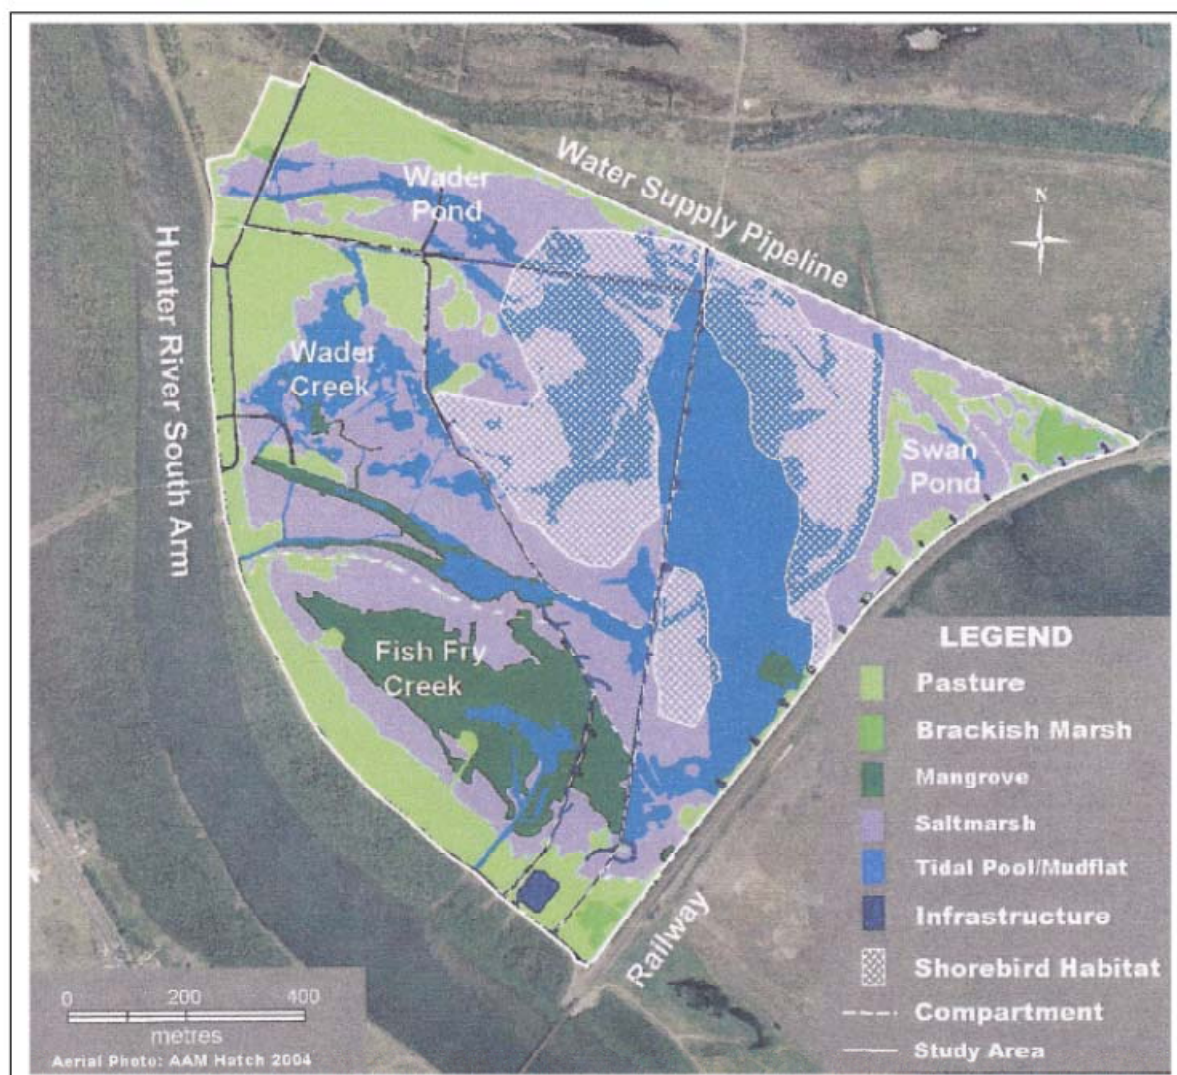 Water Supply Pipeline
Wader
Pond
N
Hunter River South Arm
Wader
Creek
Swan
Pond
Fish Fry
Creek
Railway
LEGEND
Pasture
Brackish Marsh
Mangrove
Saltmarsh
Tidal Pool/Mudflat
Infrastructure
Shorebird Habitat
Compartment
Study Area
0 200 400
metres
Aerial Photo: AAM Hatch 2004